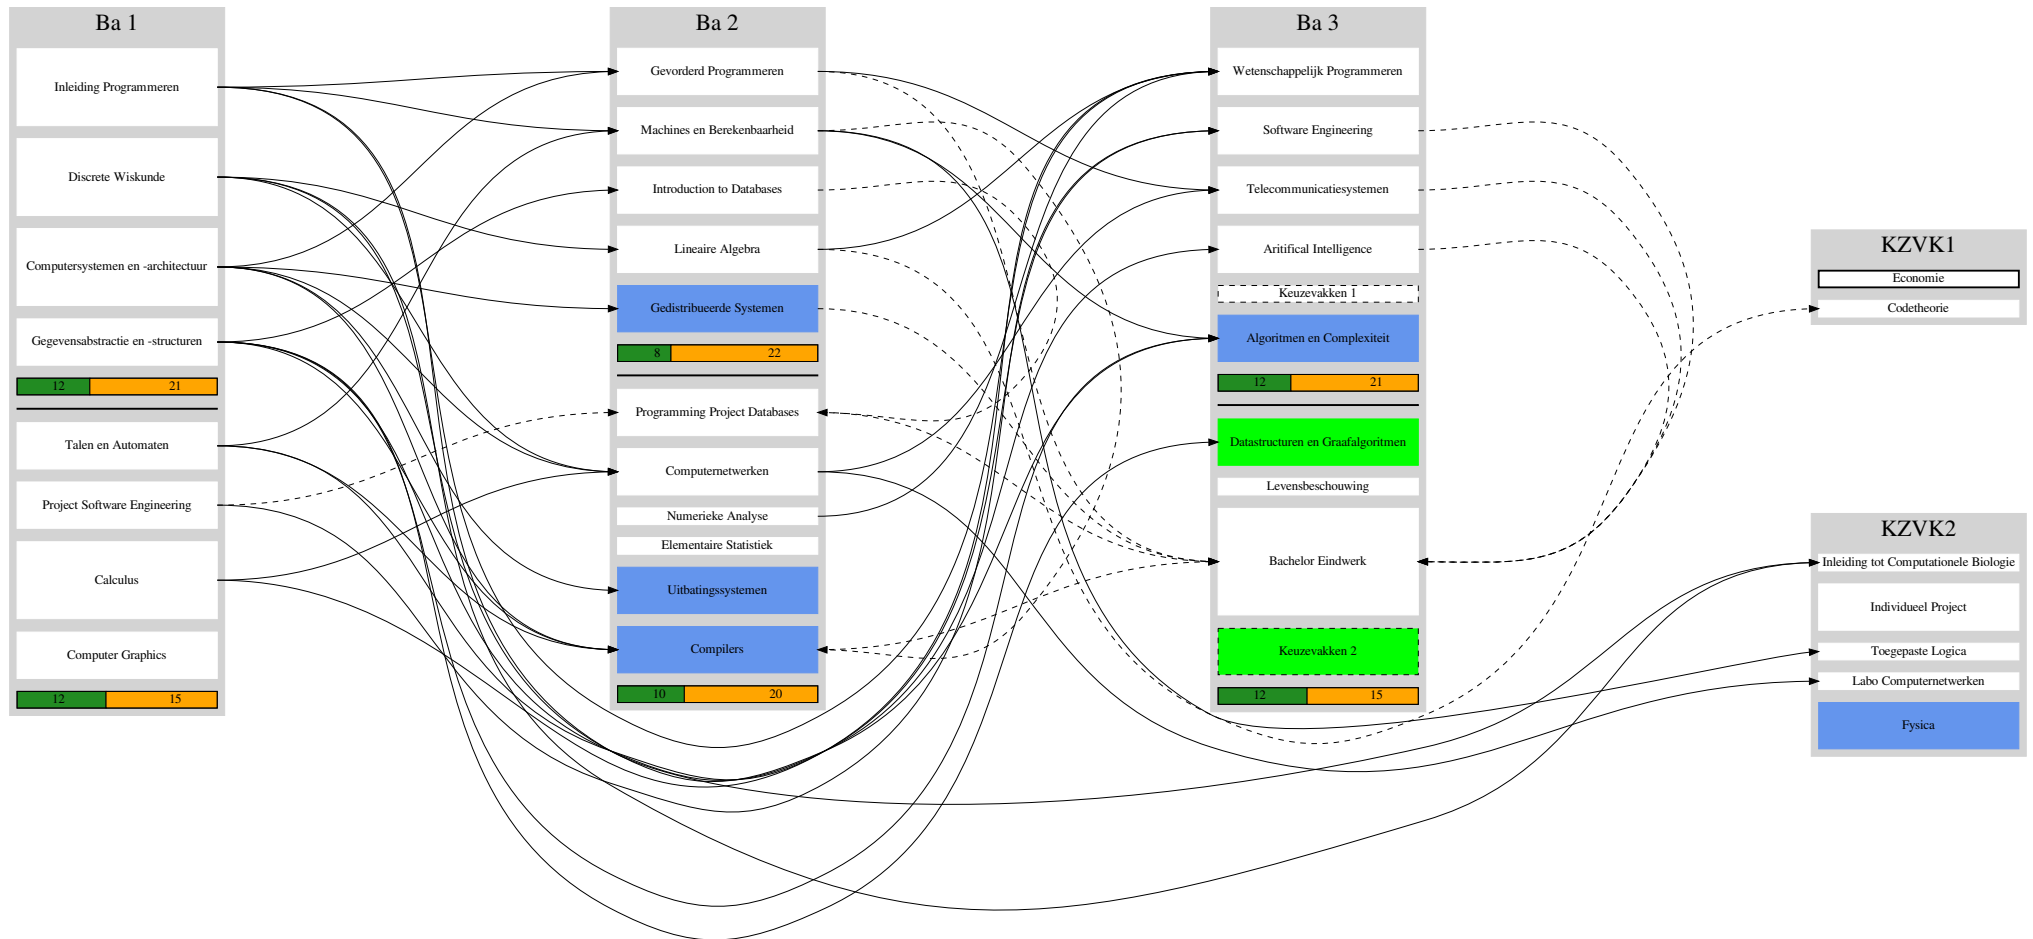 Ba 1
Inleiding Programmeren
Discrete Wiskunde
Computersystemen en -architectuur
Gegevensabstractie en -structuren
12 21
Talen en Automaten
Project Software Engineering
Calculus
Computer Graphics
12 15
Ba 2
Gevorderd Programmeren
Machines en Berekenbaarheid
Introduction to Databases
Lineaire Algebra
Gedistribueerde Systemen
8 22
Programming Project Databases
Computernetwerken
Numerieke Analyse
Elementaire Statistiek
Uitbatingssystemen
Compilers
10 20
Ba 3
Wetenschappelijk Programmeren
Software Engineering
Telecommunicatiesystemen
Aritifical Intelligence
Keuzevakken 1
Algoritmen en Complexiteit
12 21
Datastructuren en Graafalgoritmen
Levensbeschouwing
Bachelor Eindwerk
Keuzevakken 2
12 15
KZVK1
Economie
Codetheorie
KZVK2
Inleiding tot Computationele Biologie
Individueel Project
Toegepaste Logica
Labo Computernetwerken
Fysica